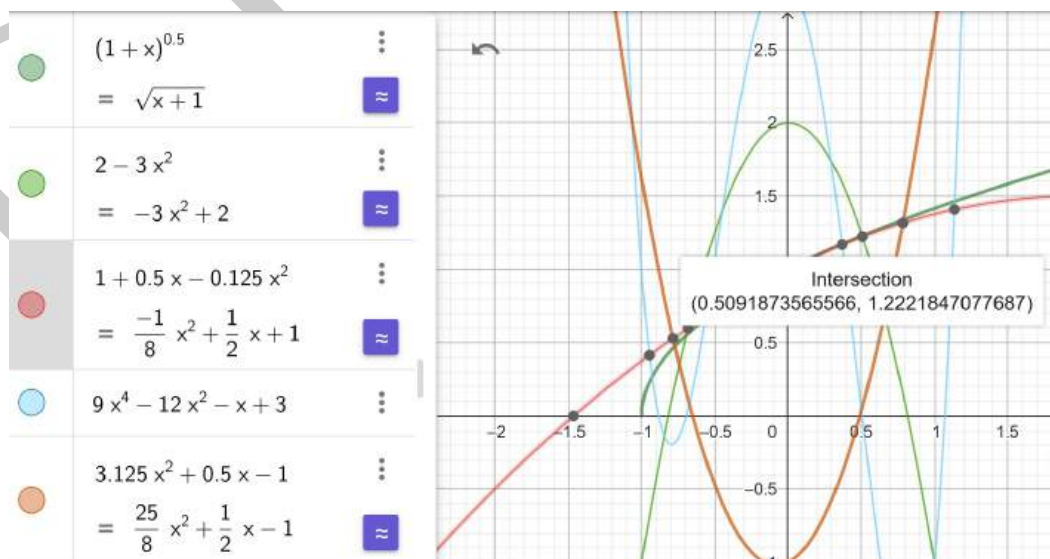 (1 + x)^0.5
= √(x + 1)
2 − 3 x²
= −3 x² + 2
1 + 0.5 x − 0.125 x²
= −1/8 x² + 1/2 x + 1
9 x⁴ − 12 x² − x + 3
3.125 x² + 0.5 x − 1
= 25/8 x² + 1/2 x − 1
≈
≈
≈
≈
2.5
2
1.5
Intersection
(0.5091873565566, 1.2221847077687)
0.5
−2
−1.5
−1
−0.5
0
0.5
1
1.5
−0.5